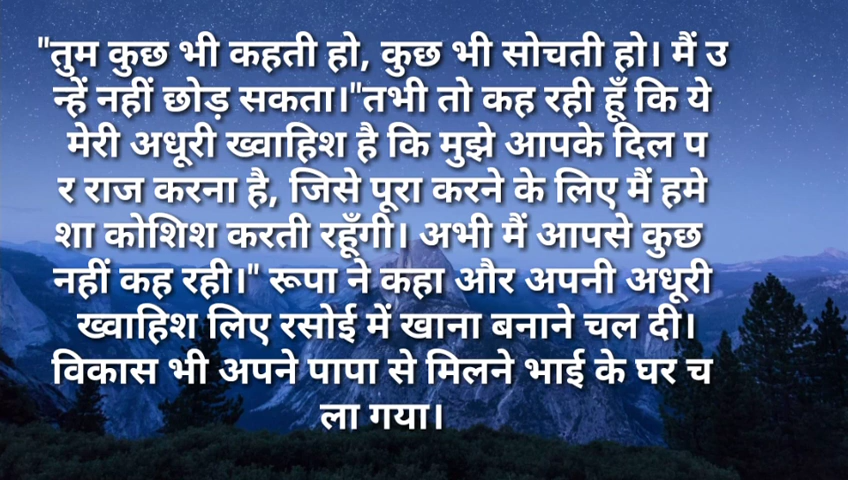 "तुम कुछ भी कहती हो, कुछ भी सोचती हो। मैं उ
न्हें नहीं छोड़ सकता।"तभी तो कह रही हूँ कि ये
मेरी अधूरी ख्वाहिश है कि मुझे आपके दिल प
र राज करना है, जिसे पूरा करने के लिए मैं हमे
शा कोशिश करती रहूँगी। अभी मैं आपसे कुछ
नहीं कह रही।" रूपा ने कहा और अपनी अधूरी
ख्वाहिश लिए रसोई में खाना बनाने चल दी।
विकास भी अपने पापा से मिलने भाई के घर च
ला गया।